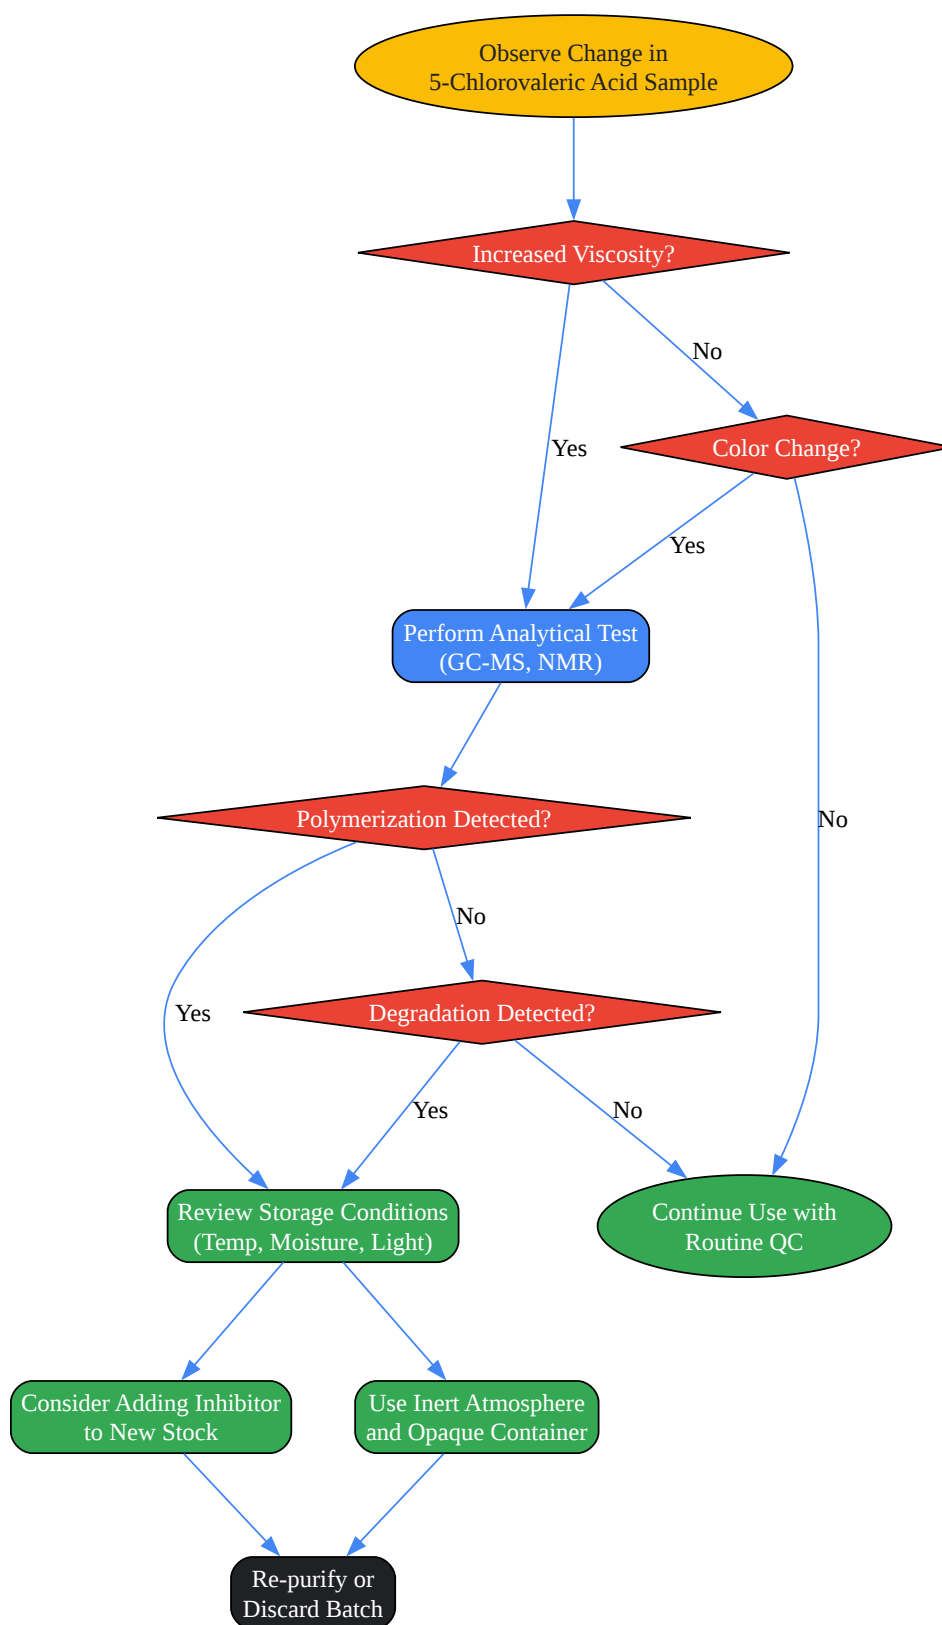 Observe Change in
5-Chlorovaleric Acid Sample
Increased Viscosity?
No
Color Change?
Yes
Yes
Perform Analytical Test
(GC-MS, NMR)
Polymerization Detected?
No
No
Degradation Detected?
Yes
Yes
No
Review Storage Conditions
(Temp, Moisture, Light)
Continue Use with
Routine QC
Consider Adding Inhibitor
to New Stock
Use Inert Atmosphere
and Opaque Container
Re-purify or
Discard Batch